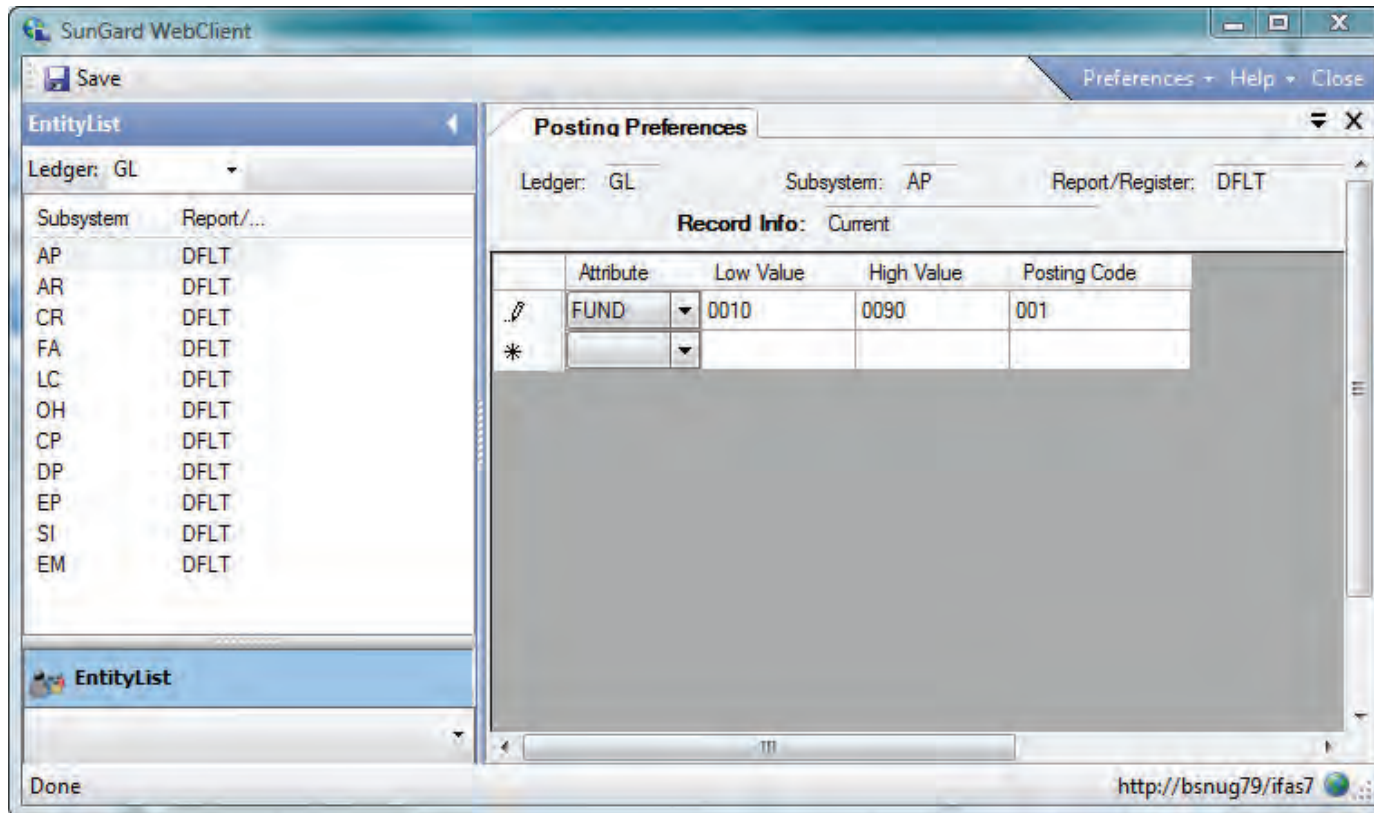 SunGard WebClient
Save
Preferences Help Close
EntityList
Ledger: GL
Subsystem Report/...
AP DFLT
AR DFLT
CR DFLT
FA DFLT
LC DFLT
OH DFLT
CP DFLT
DP DFLT
EP DFLT
SI DFLT
EM DFLT
EntityList
Posting Preferences
Ledger: GL Subsystem: AP Report/Register: DFLT
Record Info: Current
Attribute Low Value High Value Posting Code
FUND 0010 0090 001
Done http://bsnug79/ifas7